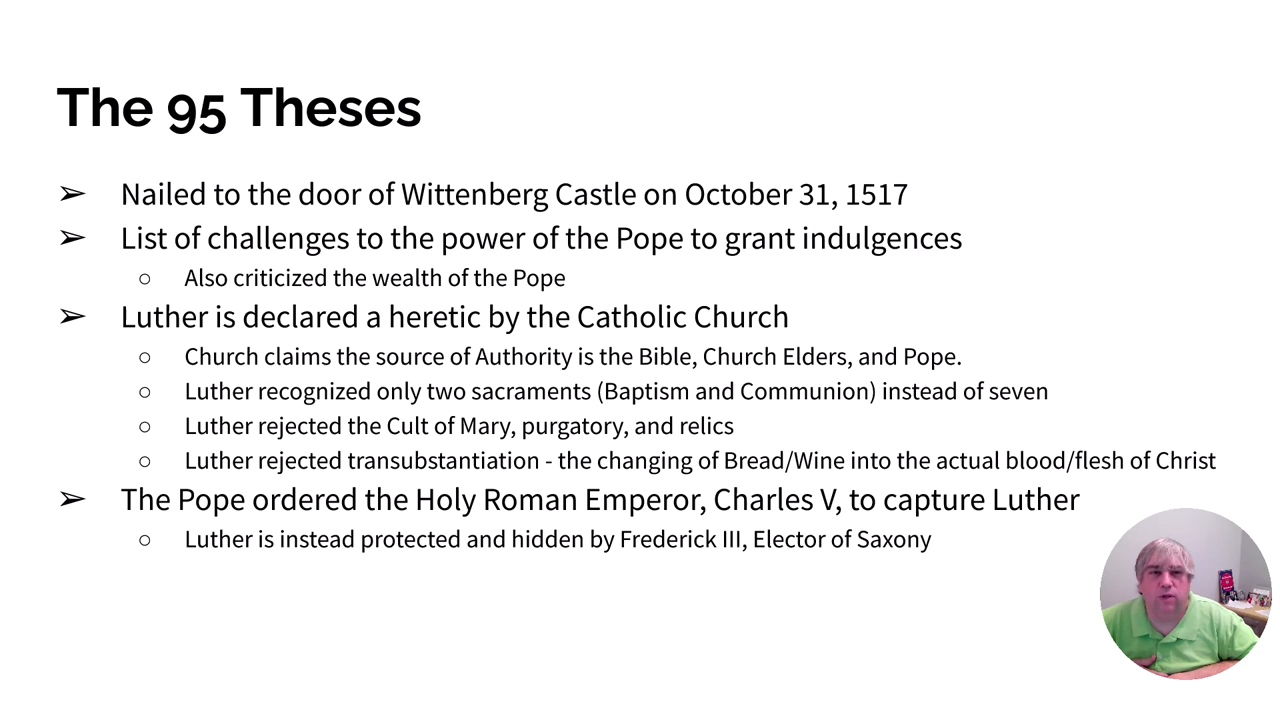 The 95 Theses
➢ Nailed to the door of Wittenberg Castle on October 31, 1517
➢ List of challenges to the power of the Pope to grant indulgences
○ Also criticized the wealth of the Pope
➢ Luther is declared a heretic by the Catholic Church
○ Church claims the source of Authority is the Bible, Church Elders, and Pope.
○ Luther recognized only two sacraments (Baptism and Communion) instead of seven
○ Luther rejected the Cult of Mary, purgatory, and relics
○ Luther rejected transubstantiation - the changing of Bread/Wine into the actual blood/flesh of Christ
➢ The Pope ordered the Holy Roman Emperor, Charles V, to capture Luther
○ Luther is instead protected and hidden by Frederick III, Elector of Saxony